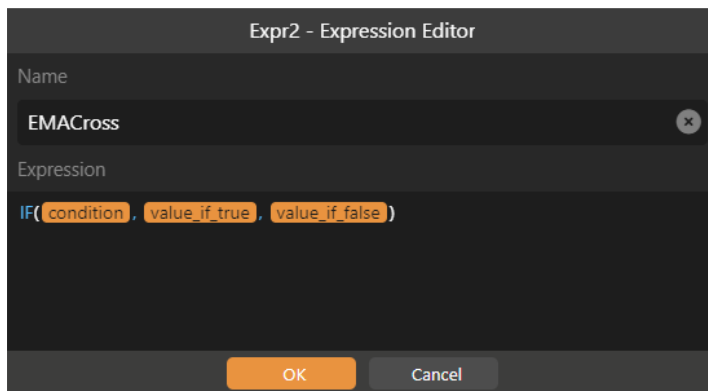 Expr2 - Expression Editor
Name
EMACross
Expression
IF( condition , value_if_true , value_if_false )
OK Cancel